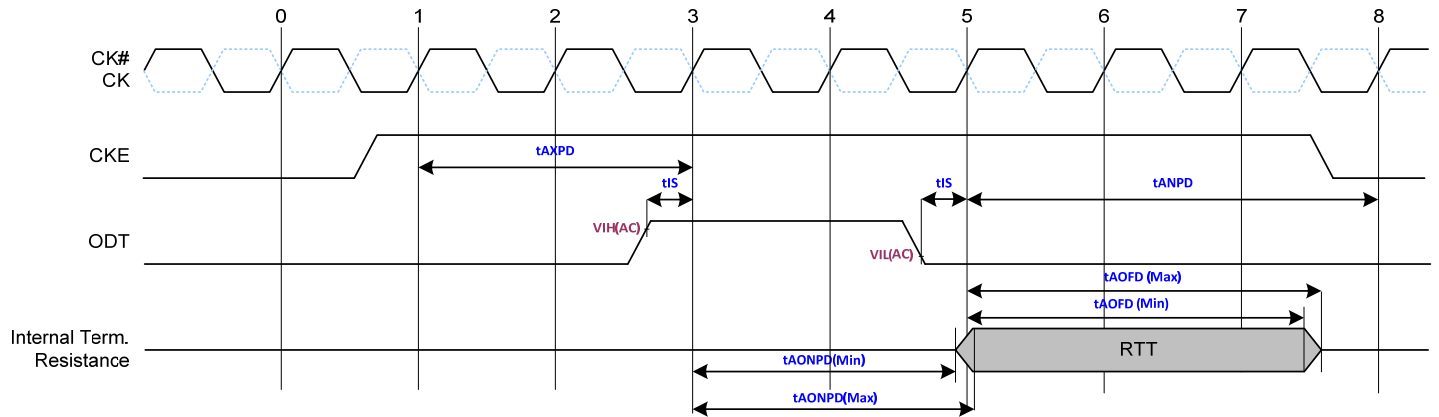 0 1 2 3 4 5 6 7 8
CK#
CK
CKE
tAXPD
tIS
tIS
tANPD
VIH(AC)
ODT
VIL(AC)
tAOFD (Max)
tAOFD (Min)
Internal Term.
Resistance
RTT
tAONPD(Min)
tAONPD(Max)